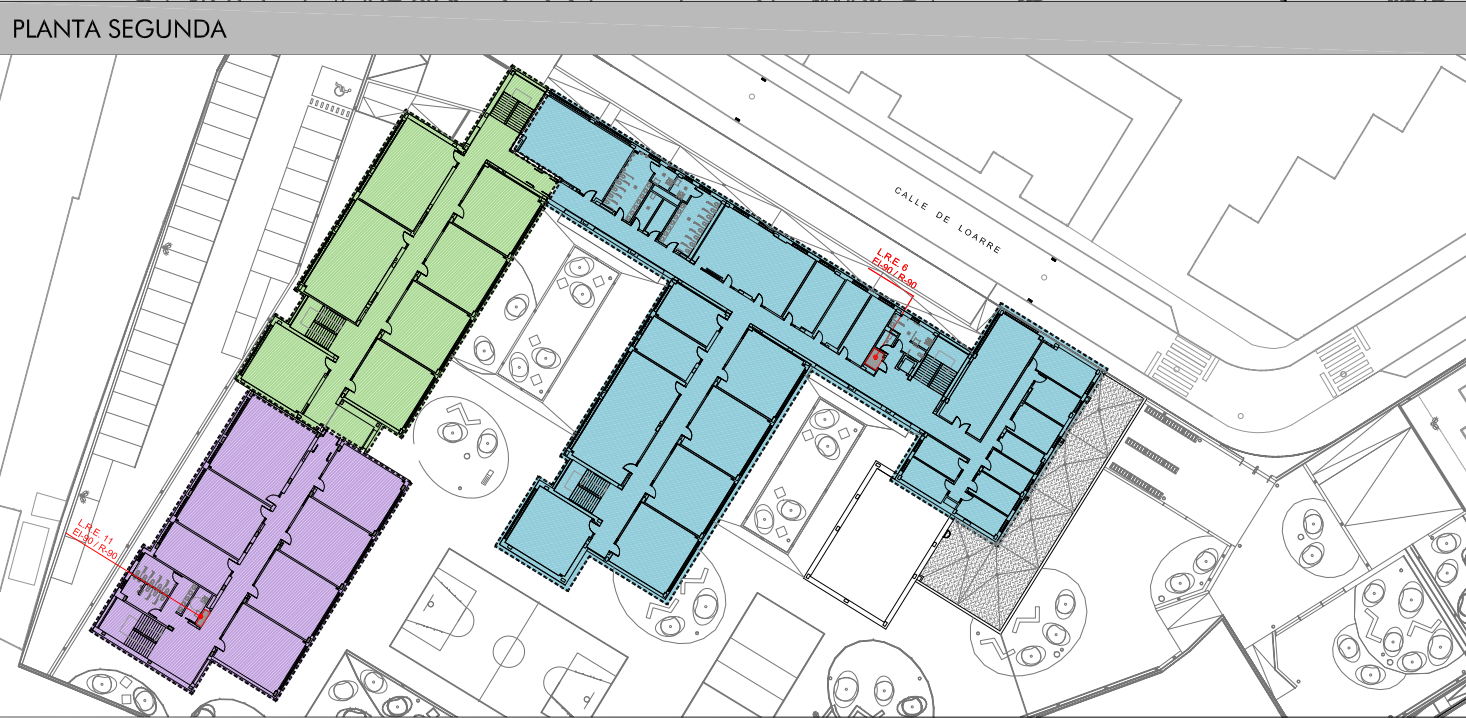 PLANTA SEGUNDA
CALLE DE LOARRE
L.R.E. 6
EI-90 / R-90
L.R.E. 11
EI-90 / R-90